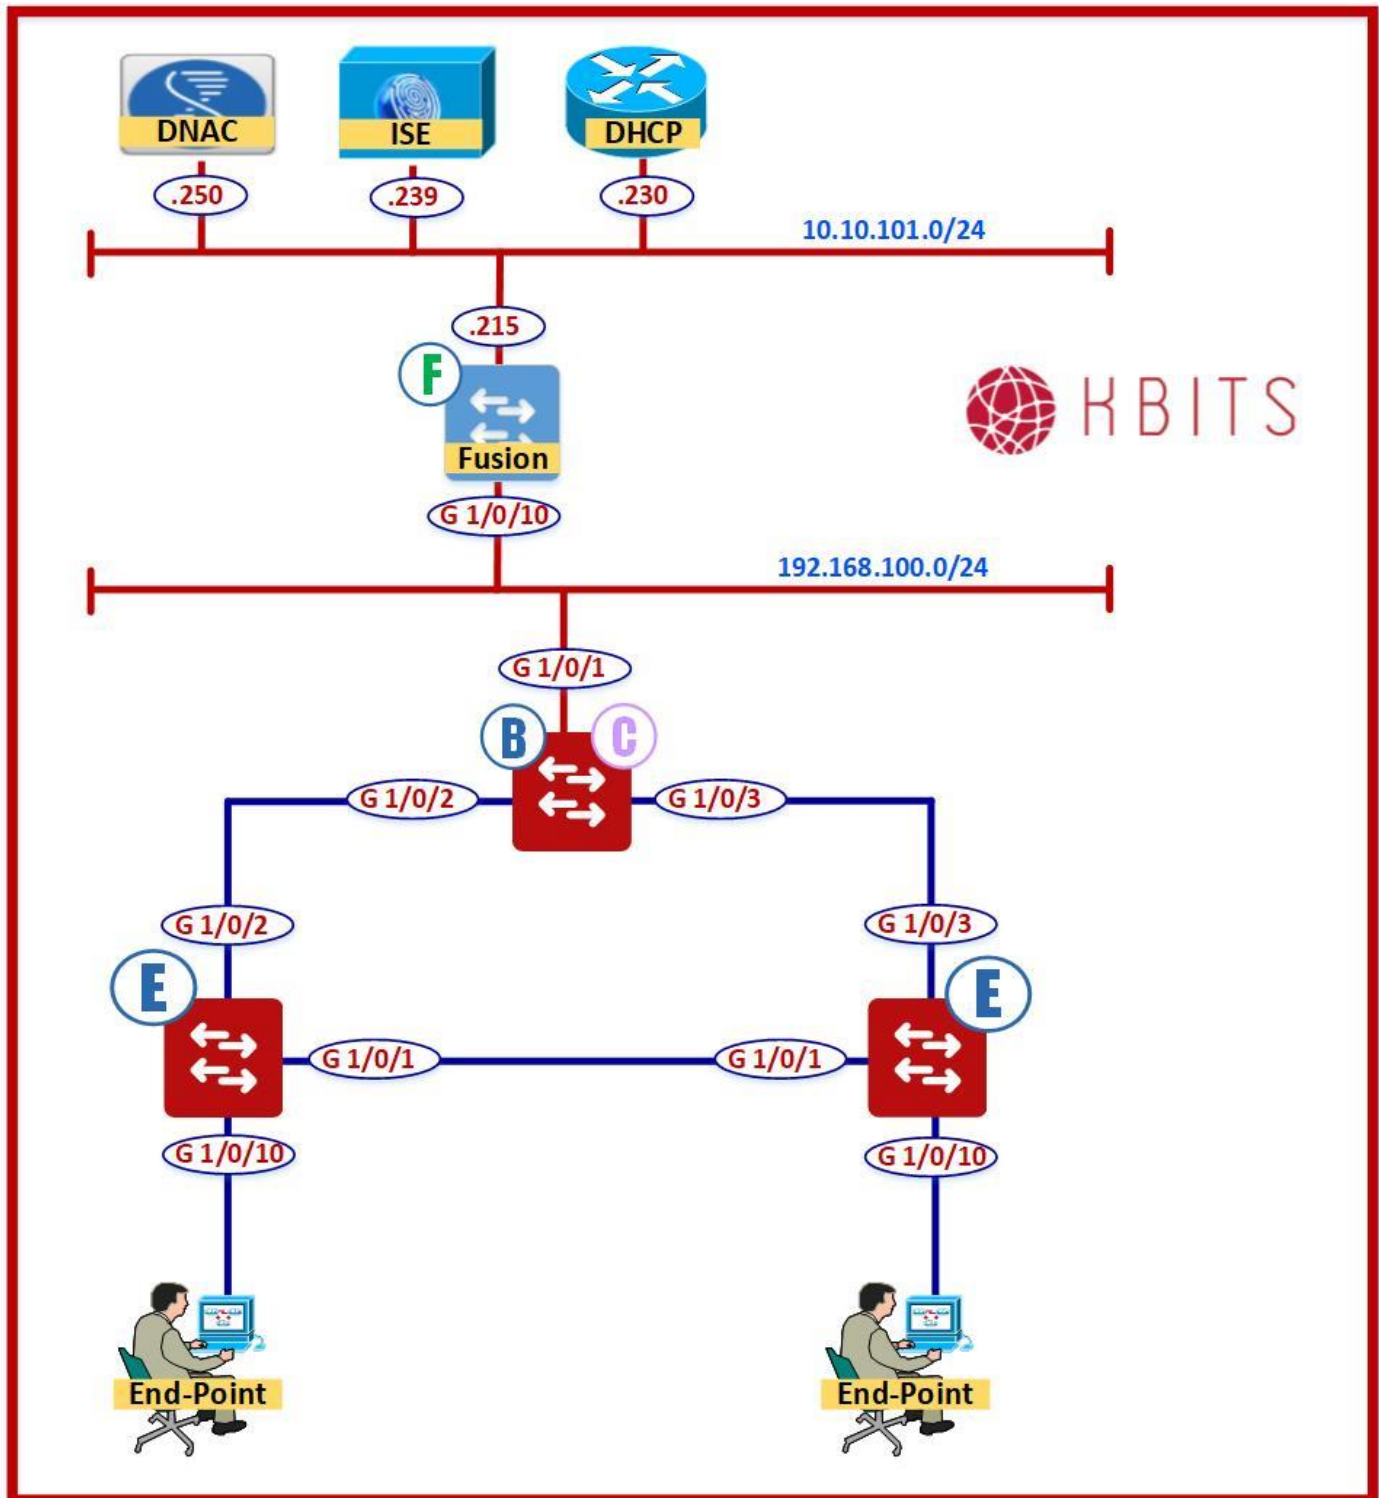 DNAC
ISE
DHCP
.250
.239
.230
10.10.101.0/24
.215
F
Fusion
KBITS
G 1/0/10
192.168.100.0/24
G 1/0/1
B
C
G 1/0/2
G 1/0/3
G 1/0/2
G 1/0/3
E
E
G 1/0/1
G 1/0/1
G 1/0/10
G 1/0/10
End-Point
End-Point